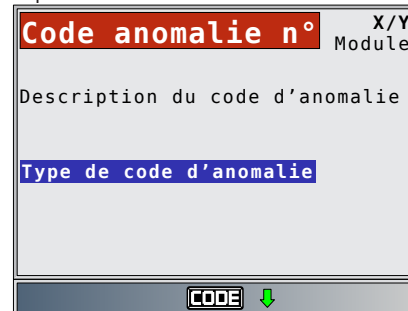 Code anomalie n° X/Y
Module
Description du code d'anomalie
Type de code d'anomalie
CODE